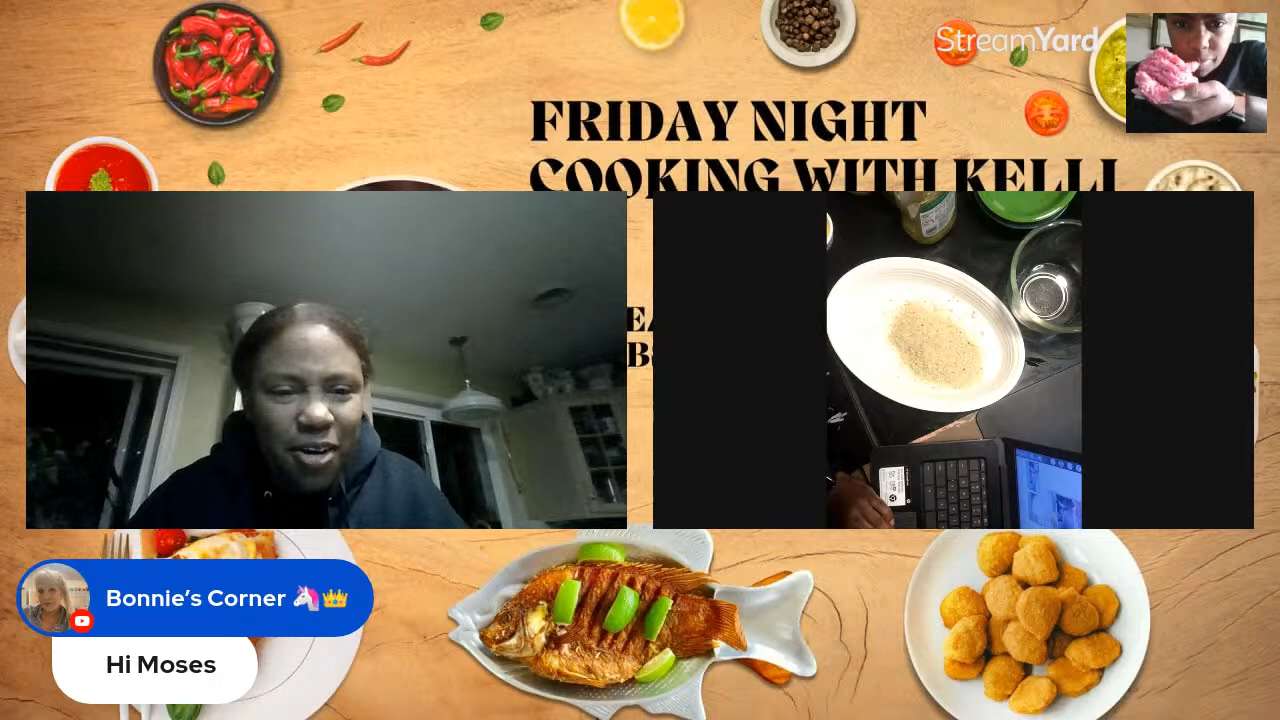 StreamYard
FRIDAY NIGHT
COOKING WITH KELLI
Bonnie’s Corner 🦄👑
Hi Moses